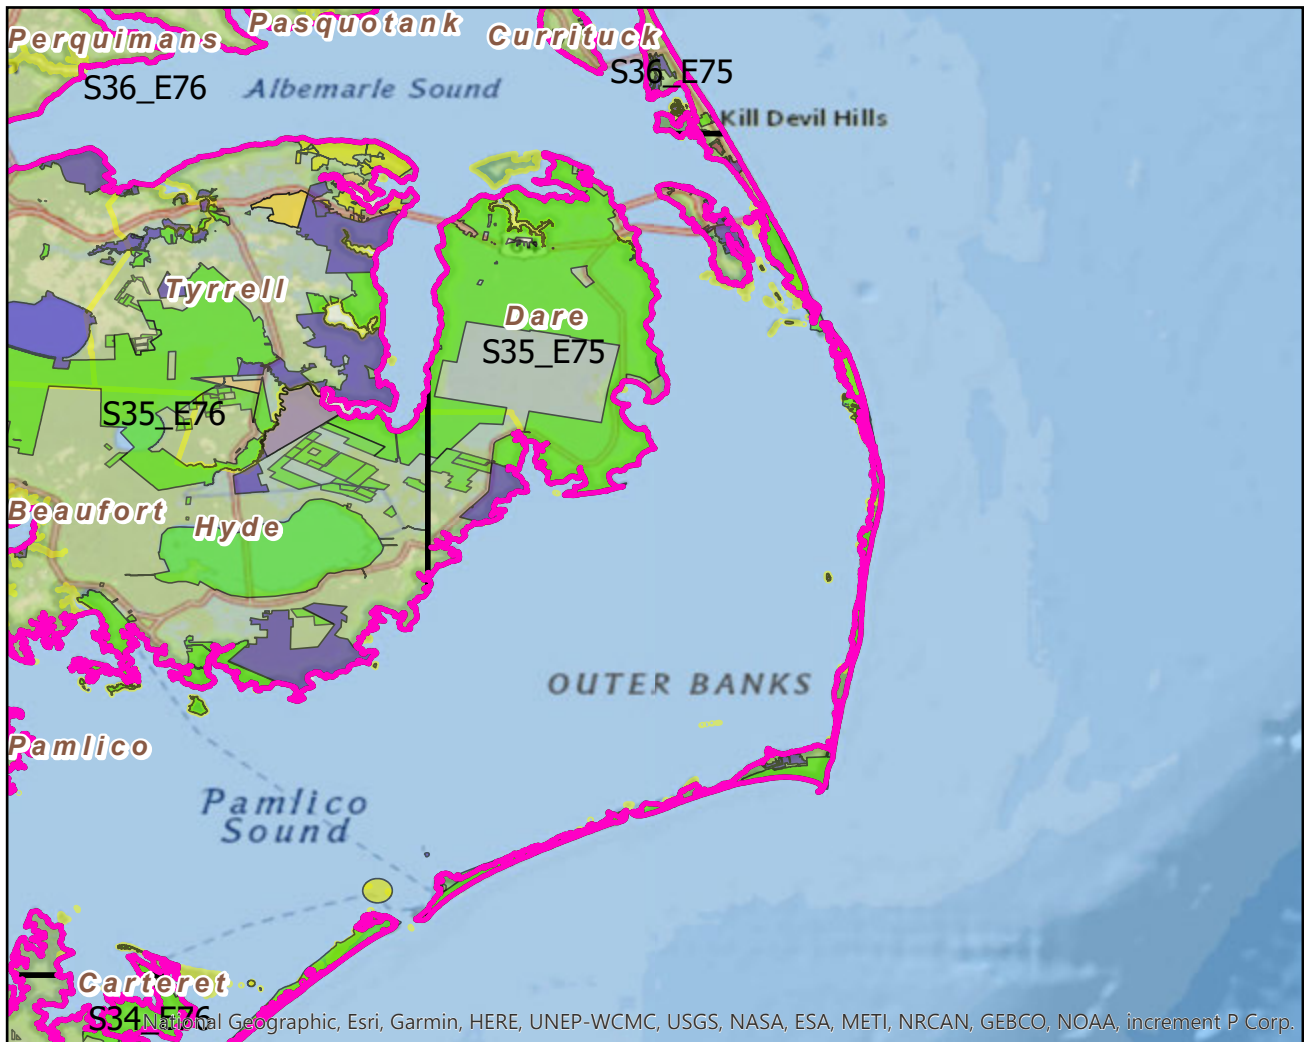 Perquimans
Pasquotank
Currituck
S36_E76
Albemarle Sound
S36_E75
Kill Devil Hills
Tyrrell
Dare
S35_E75
S35_E76
Beaufort
Hyde
OUTER BANKS
Pamlico
Pamlico
Sound
Carteret
S34_E76
National Geographic, Esri, Garmin, HERE, UNEP-WCMC, USGS, NASA, ESA, METI, NRCAN, GEBCO, NOAA, increment P Corp.